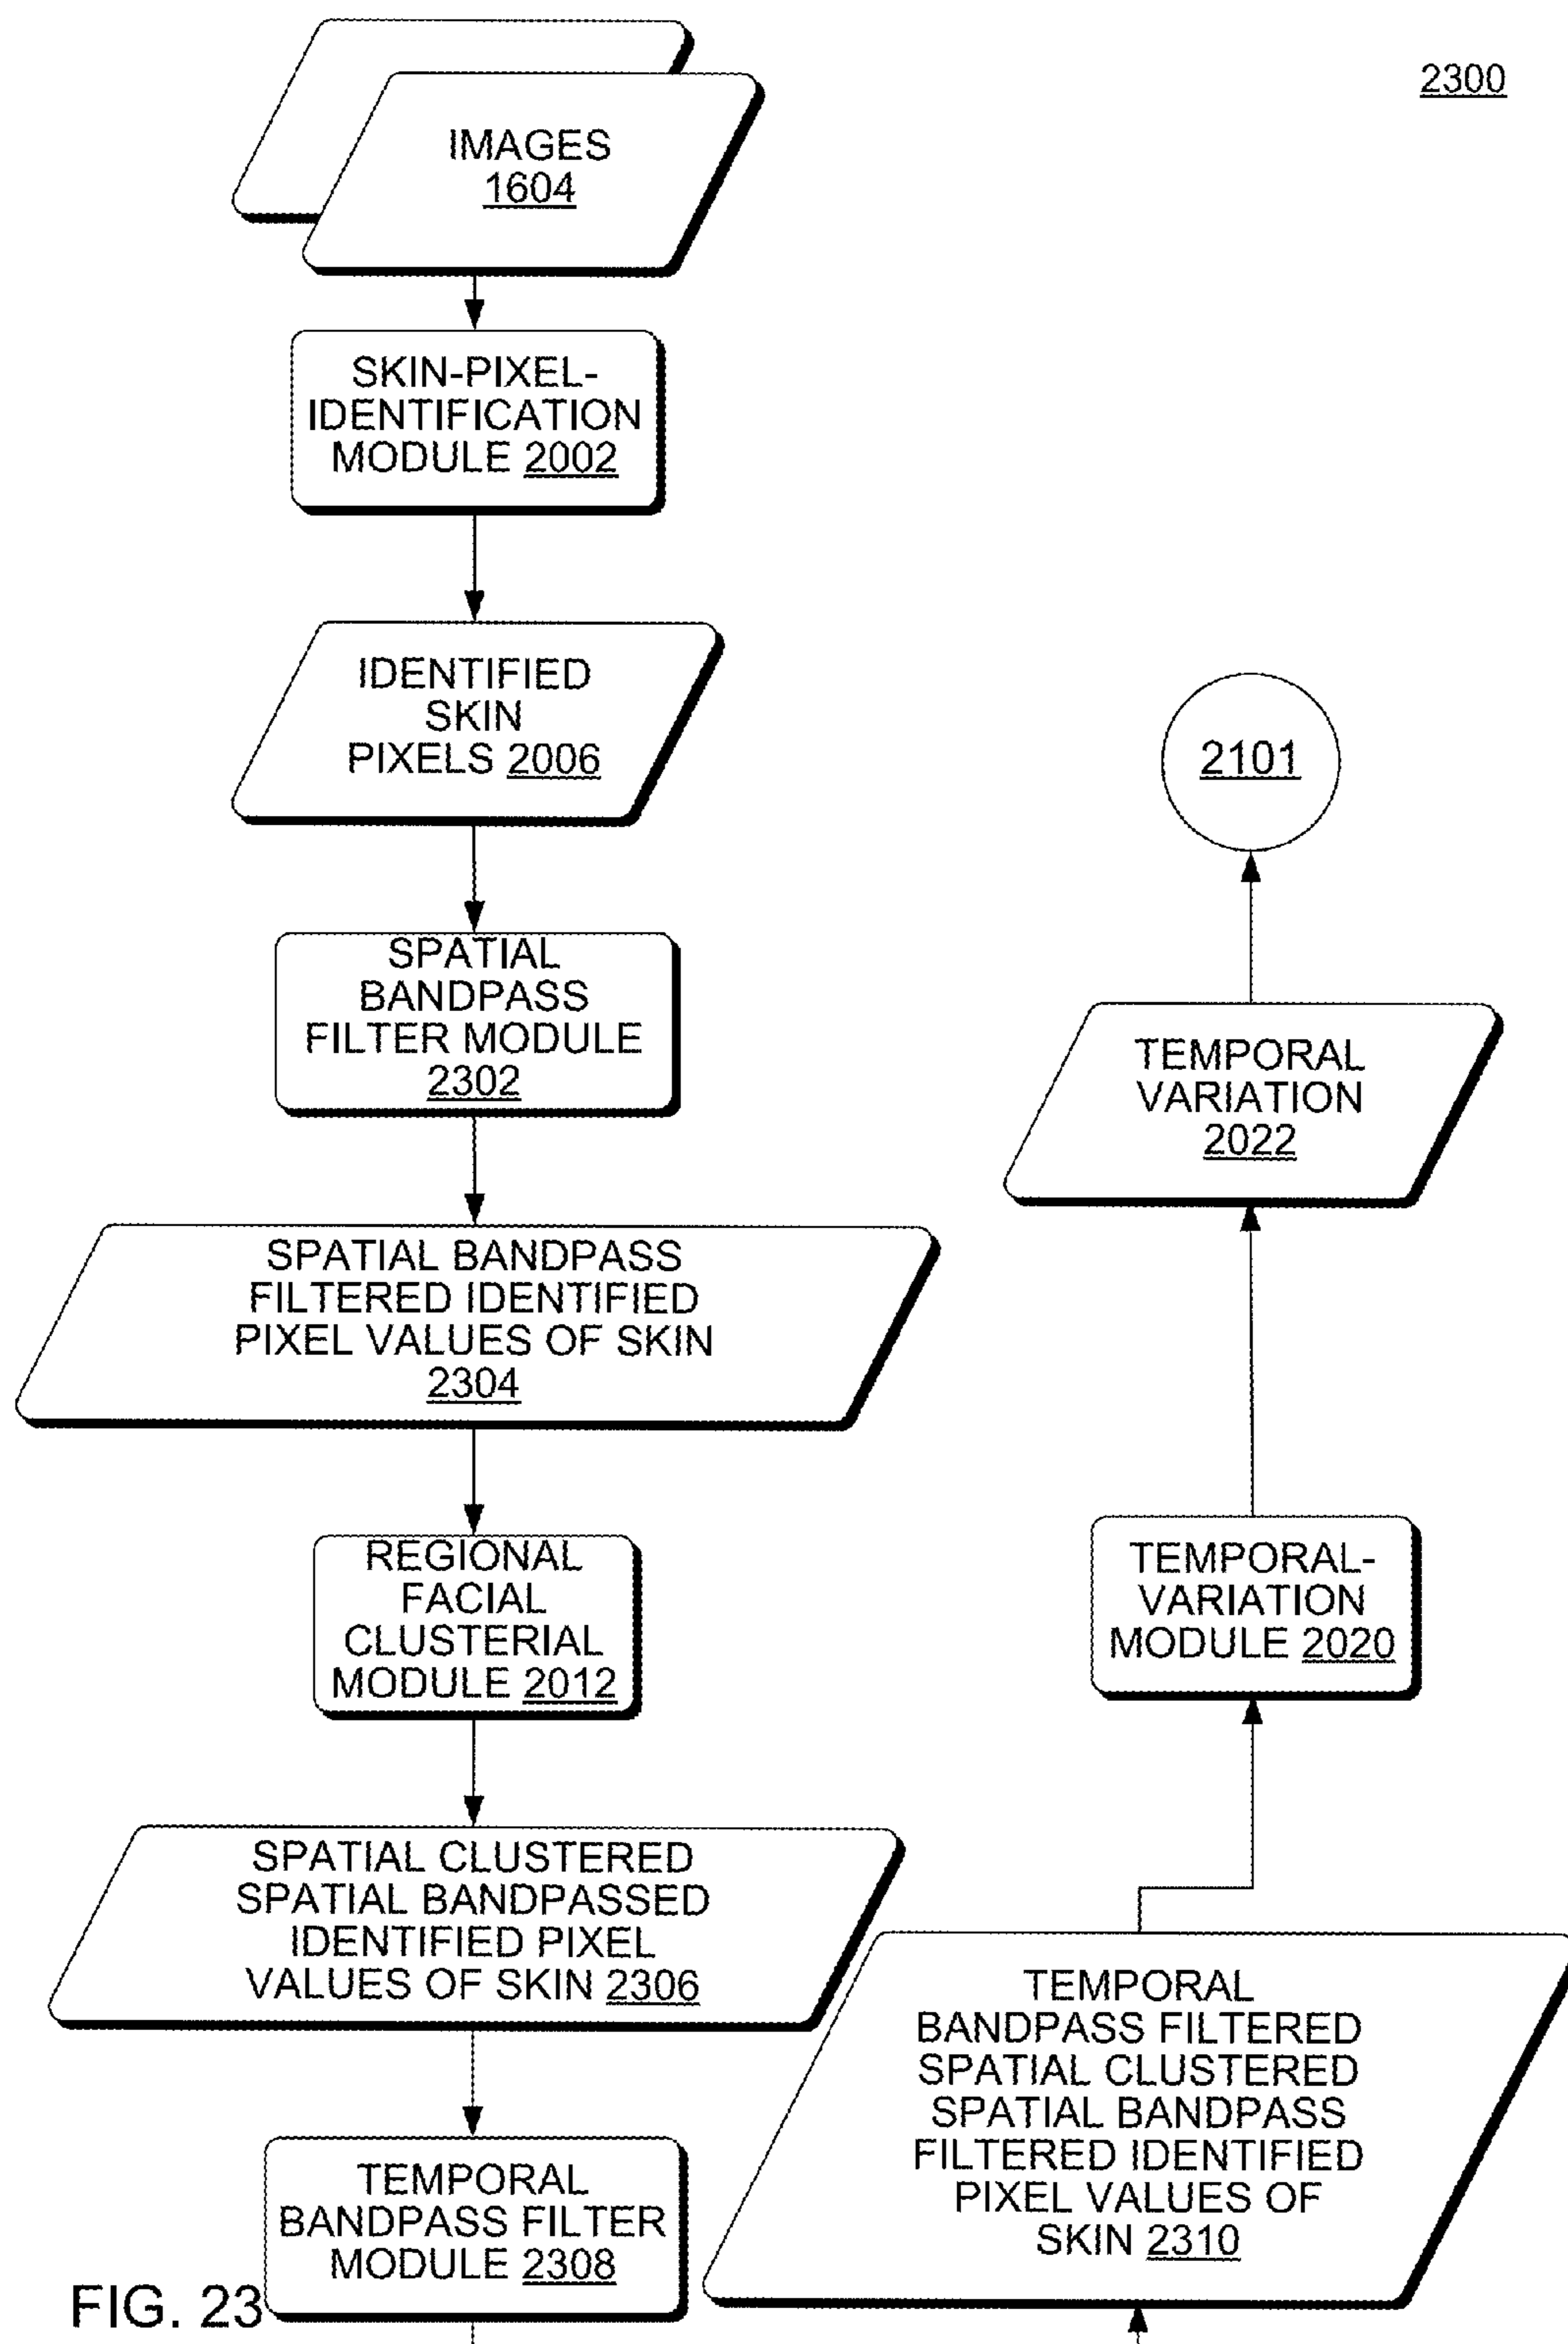 2300
IMAGES
1604
SKIN-PIXEL-
IDENTIFICATION
MODULE 2002
IDENTIFIED
SKIN
PIXELS 2006
SPATIAL
BANDPASS
FILTER MODULE
2302
SPATIAL BANDPASS
FILTERED IDENTIFIED
PIXEL VALUES OF SKIN
2304
REGIONAL
FACIAL
CLUSTERIAL
MODULE 2012
SPATIAL CLUSTERED
SPATIAL BANDPASSED
IDENTIFIED PIXEL
VALUES OF SKIN 2306
TEMPORAL
BANDPASS FILTER
MODULE 2308
TEMPORAL
BANDPASS FILTERED
SPATIAL CLUSTERED
SPATIAL BANDPASS
FILTERED IDENTIFIED
PIXEL VALUES OF
SKIN 2310
TEMPORAL-
VARIATION
MODULE 2020
TEMPORAL
VARIATION
2022
2101
FIG. 23